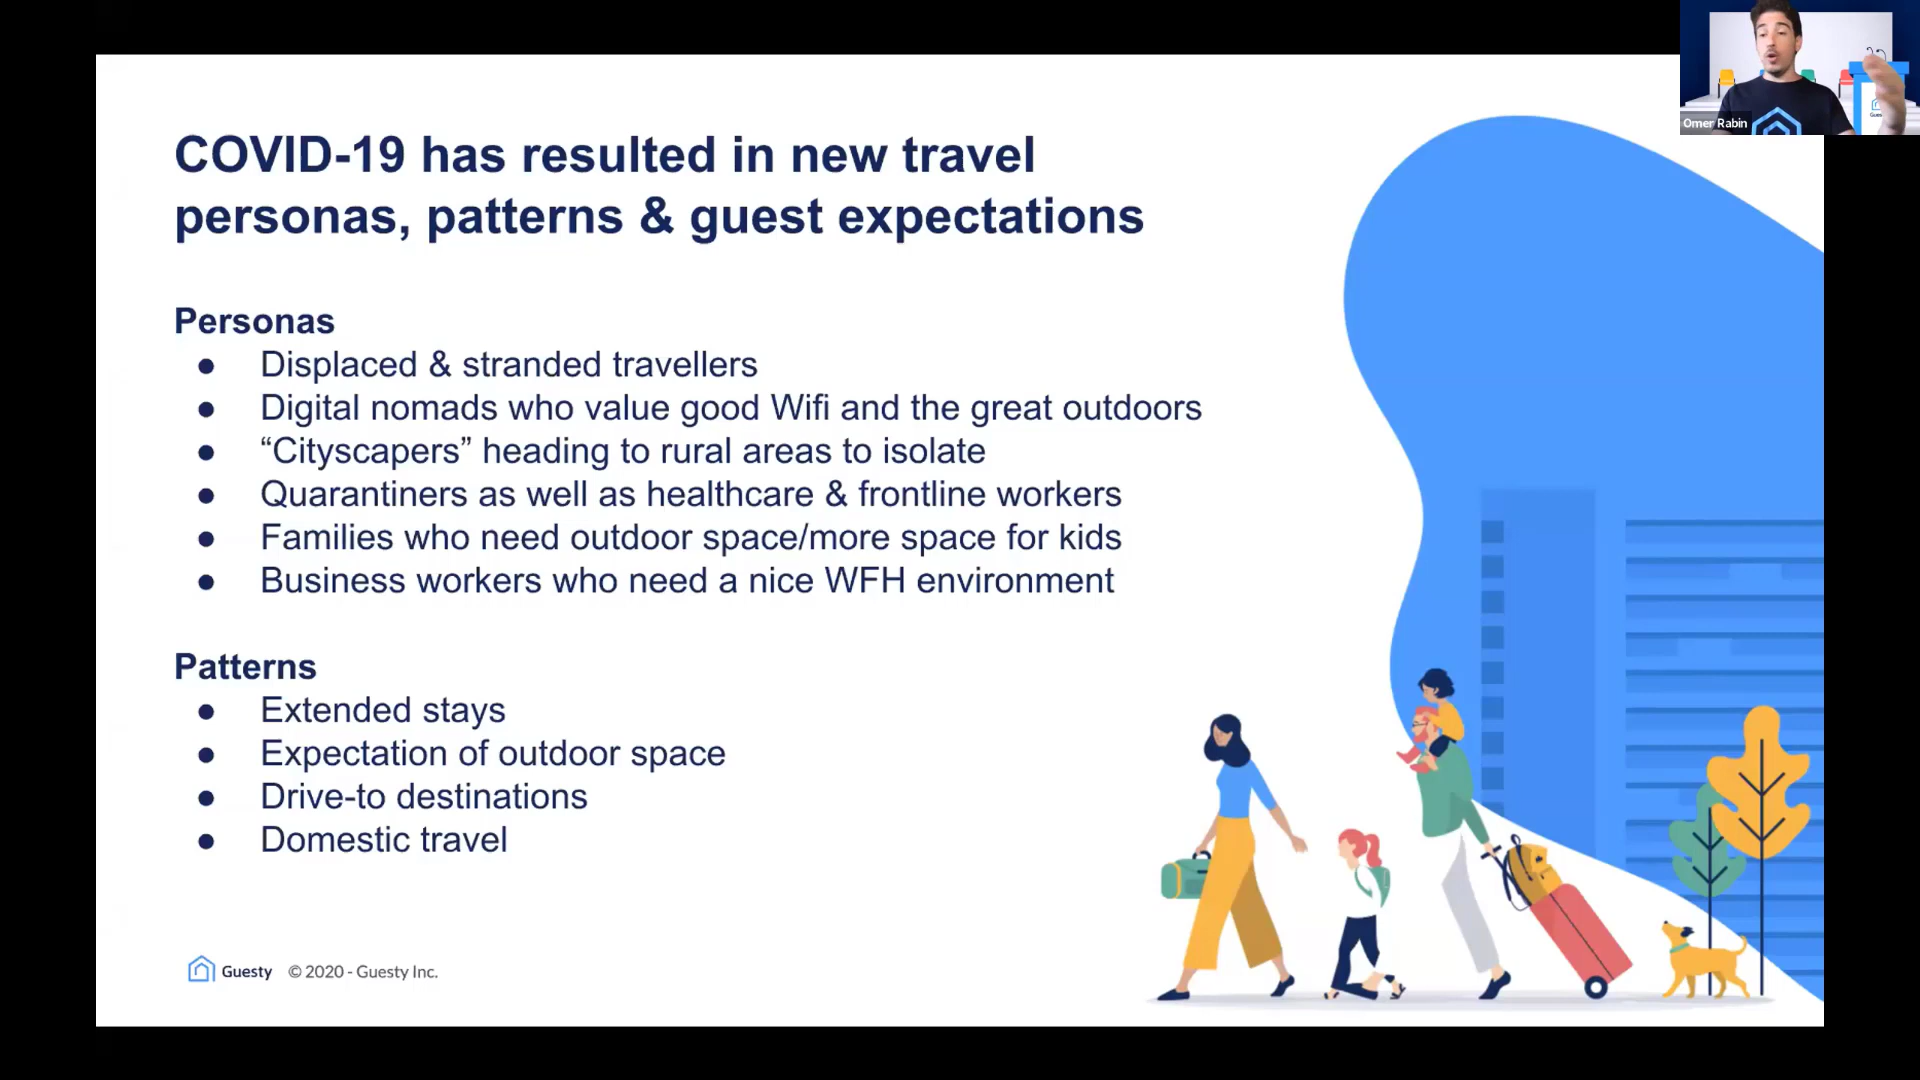 Omer Rabin
COVID-19 has resulted in new travel
personas, patterns & guest expectations
Personas
● Displaced & stranded travellers
● Digital nomads who value good Wifi and the great outdoors
● “Cityscapers” heading to rural areas to isolate
● Quarantiners as well as healthcare & frontline workers
● Families who need outdoor space/more space for kids
● Business workers who need a nice WFH environment
Patterns
● Extended stays
● Expectation of outdoor space
● Drive-to destinations
● Domestic travel
Guesty © 2020 - Guesty Inc.